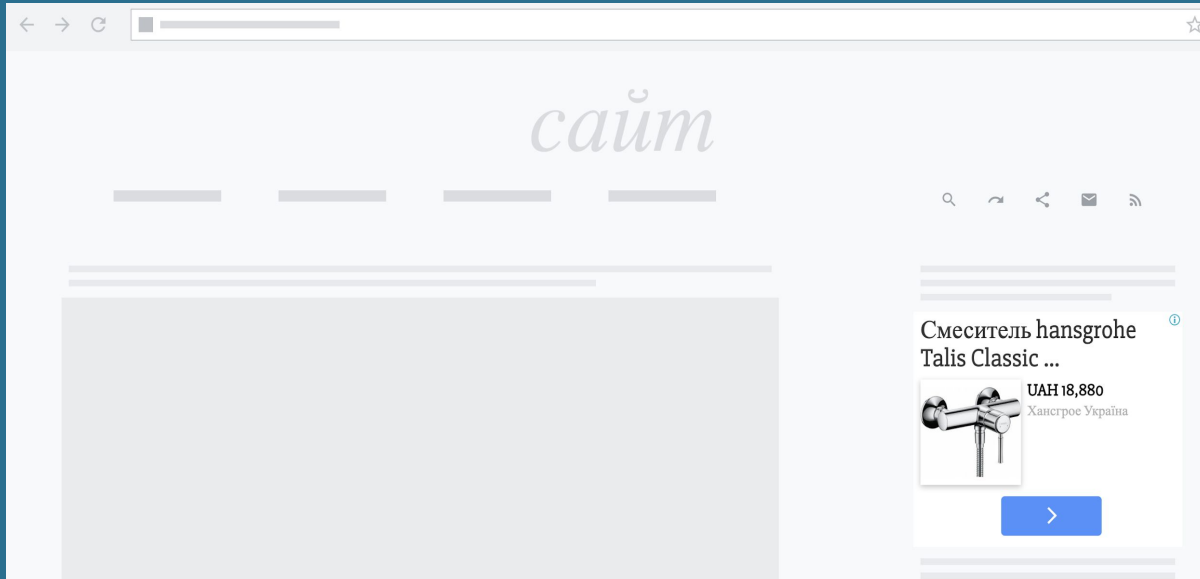 сайт
Смеситель hansgrohe
Talis Classic ...
UAH 18,880
Хансгрое Україна